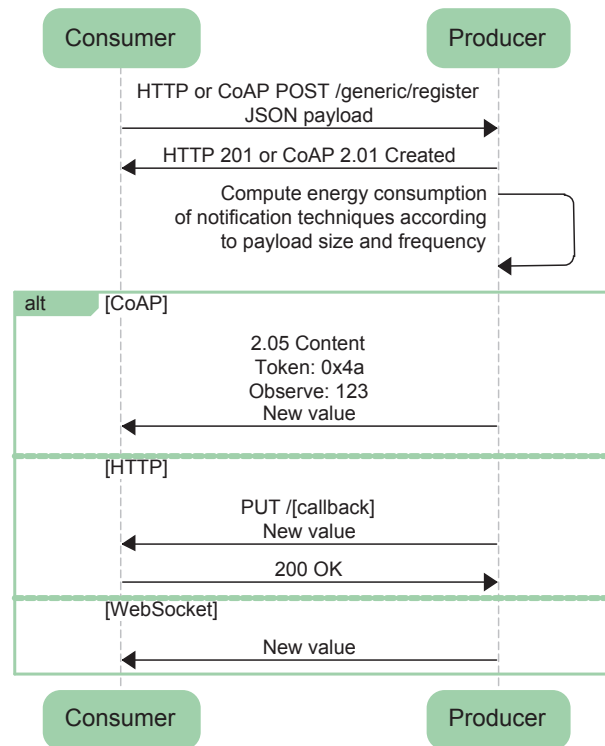 Consumer
Producer
HTTP or CoAP POST /generic/register
JSON payload
HTTP 201 or CoAP 2.01 Created
Compute energy consumption
of notification techniques according
to payload size and frequency
alt
[CoAP]
2.05 Content
Token: 0x4a
Observe: 123
New value
[HTTP]
PUT /[callback]
New value
200 OK
[WebSocket]
New value
Consumer
Producer